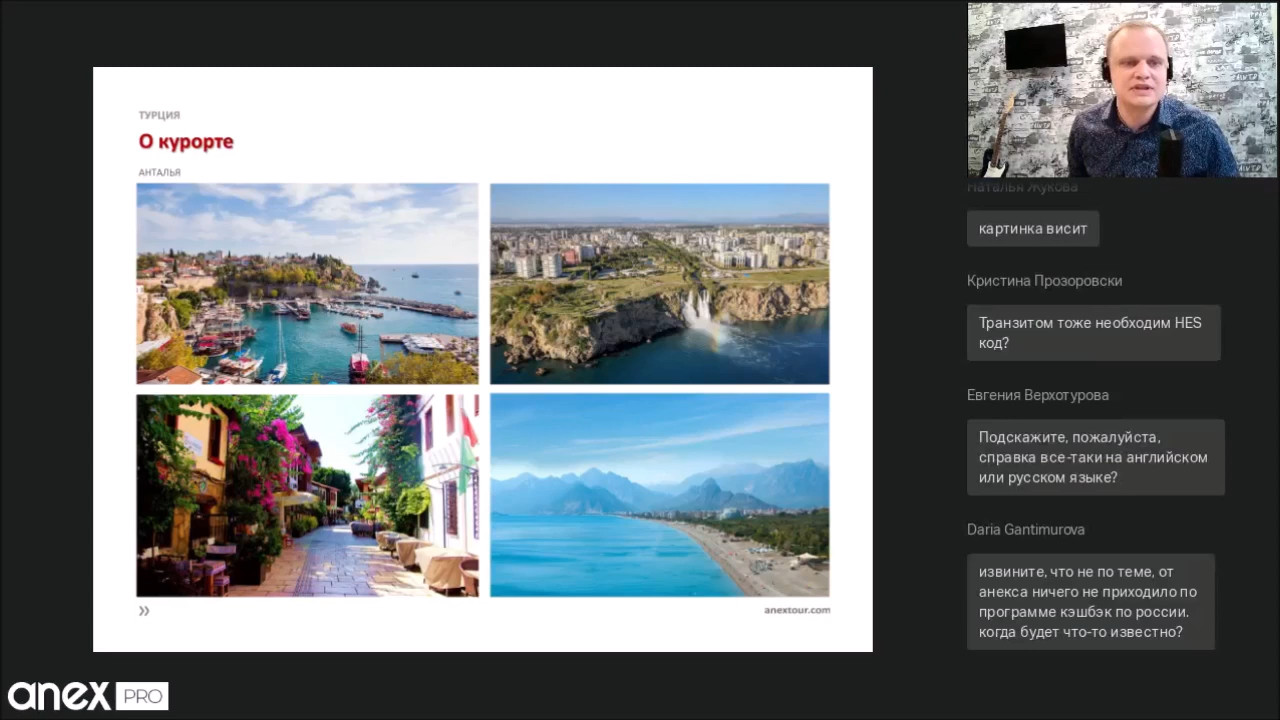 ТУРЦИЯ
О курорте
АНТАЛЬЯ
»
anextour.com
anex PRO
Наталья Жукова
картинка висит
Кристина Прозоровски
Транзитом тоже необходим HES
код?
Евгения Верхотурова
Подскажите, пожалуйста,
справка все-таки на английском
или русском языке?
Daria Gantimurova
извините, что не по теме, от
анекса ничего не приходило по
программе кэшбэк по россии.
когда будет что-то известно?